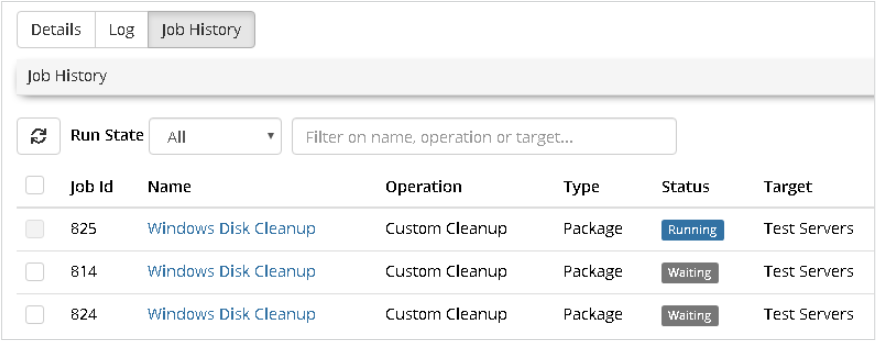 Details Log Job History
Job History
Run State All Filter on name, operation or target...
Job Id Name Operation Type Status Target
825 Windows Disk Cleanup Custom Cleanup Package Running Test Servers
814 Windows Disk Cleanup Custom Cleanup Package Waiting Test Servers
824 Windows Disk Cleanup Custom Cleanup Package Waiting Test Servers